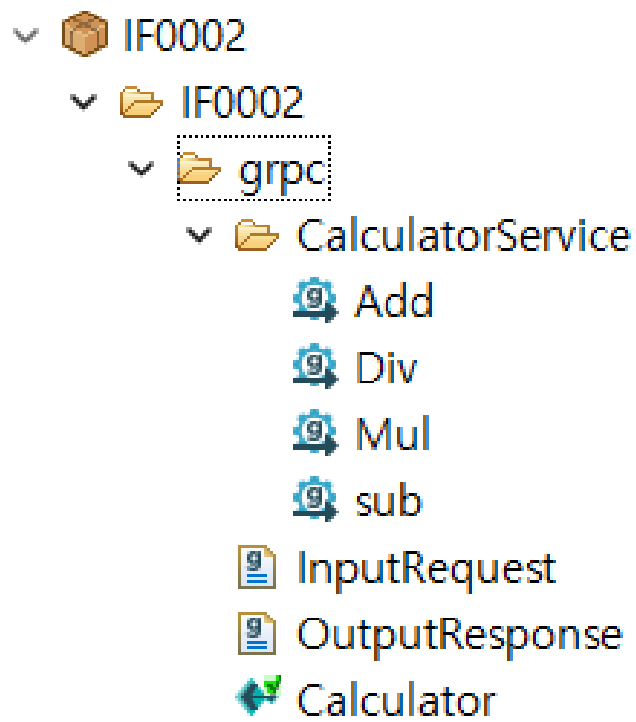 IF0002
IF0002
grpc
CalculatorService
Add
Div
Mul
sub
InputRequest
OutputResponse
Calculator